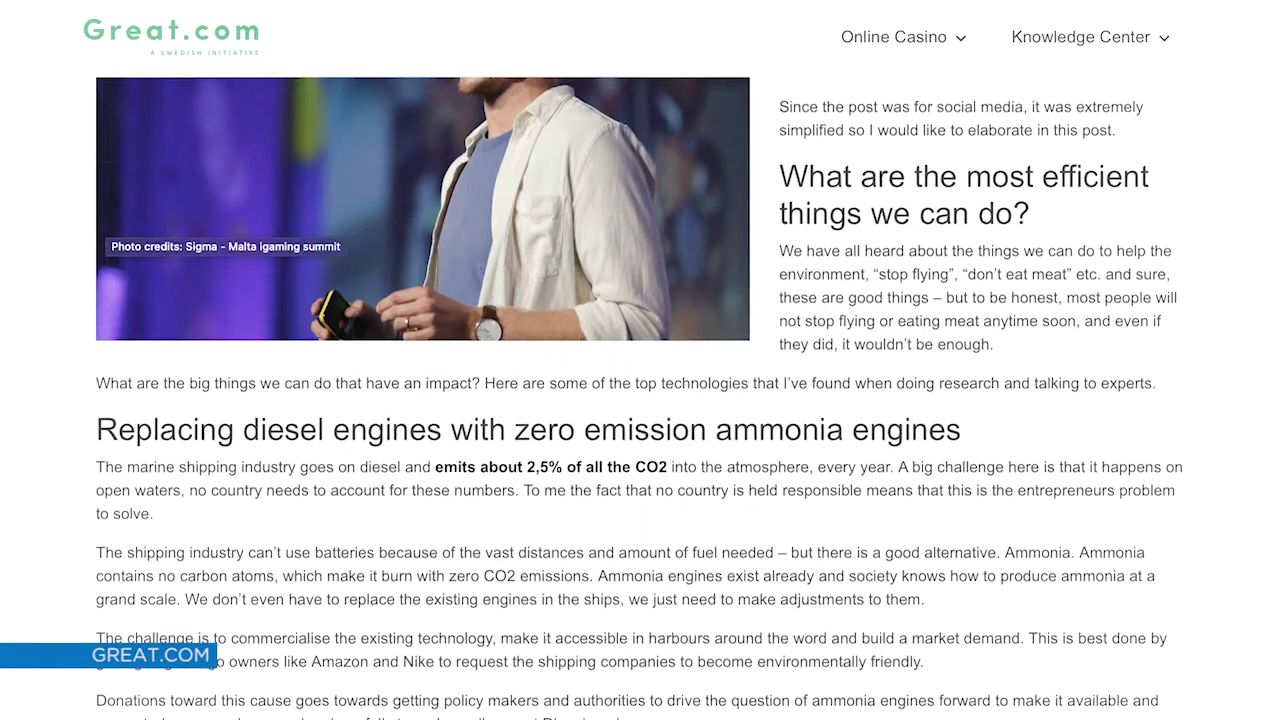 Great.com
A SWEDISH INITIATIVE
Online Casino
Knowledge Center
Photo credits: Sigma - Malta igaming summit
Since the post was for social media, it was extremely
simplified so I would like to elaborate in this post.
What are the most efficient
things we can do?
We have all heard about the things we can do to help the
environment, “stop flying”, “don’t eat meat” etc. and sure,
these are good things – but to be honest, most people will
not stop flying or eating meat anytime soon, and even if
they did, it wouldn’t be enough.
What are the big things we can do that have an impact? Here are some of the top technologies that I’ve found when doing research and talking to experts.
Replacing diesel engines with zero emission ammonia engines
The marine shipping industry goes on diesel and emits about 2,5% of all the CO2 into the atmosphere, every year. A big challenge here is that it happens on
open waters, no country needs to account for these numbers. To me the fact that no country is held responsible means that this is the entrepreneurs problem
to solve.
The shipping industry can’t use batteries because of the vast distances and amount of fuel needed – but there is a good alternative. Ammonia. Ammonia
contains no carbon atoms, which make it burn with zero CO2 emissions. Ammonia engines exist already and society knows how to produce ammonia at a
grand scale. We don’t even have to replace the existing engines in the ships, we just need to make adjustments to them.
The challenge is to commercialise the existing technology, make it accessible in harbours around the word and build a market demand. This is best done by
GREAT.COM
owners like Amazon and Nike to request the shipping companies to become environmentally friendly.
Donations toward this cause goes towards getting policy makers and authorities to drive the question of ammonia engines forward to make it available and